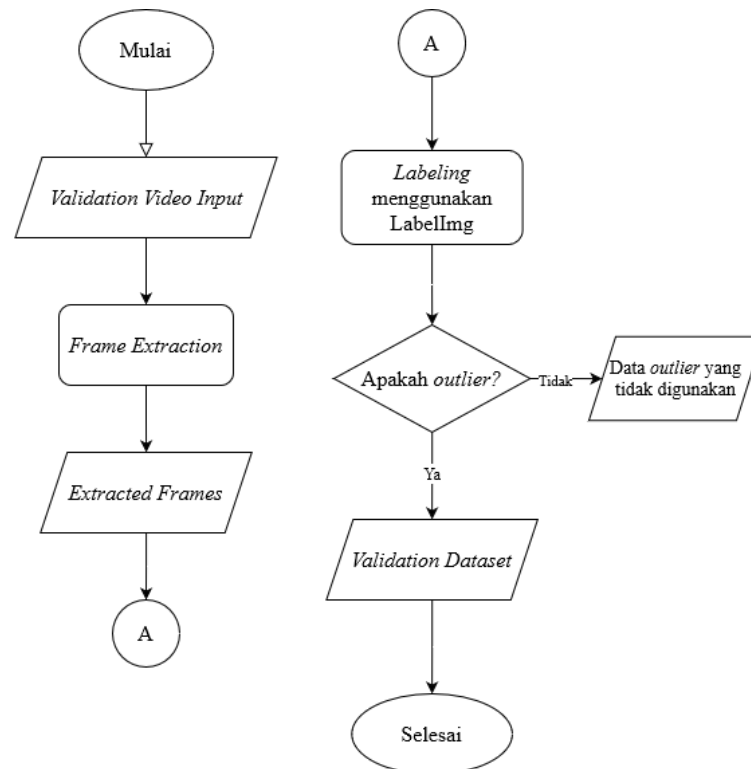 Mulai
Validation Video Input
Frame Extraction
Extracted Frames
A
A
Labeling
menggunakan
LabelImg
Apakah outlier?
Tidak
Data outlier yang
tidak digunakan
Ya
Validation Dataset
Selesai